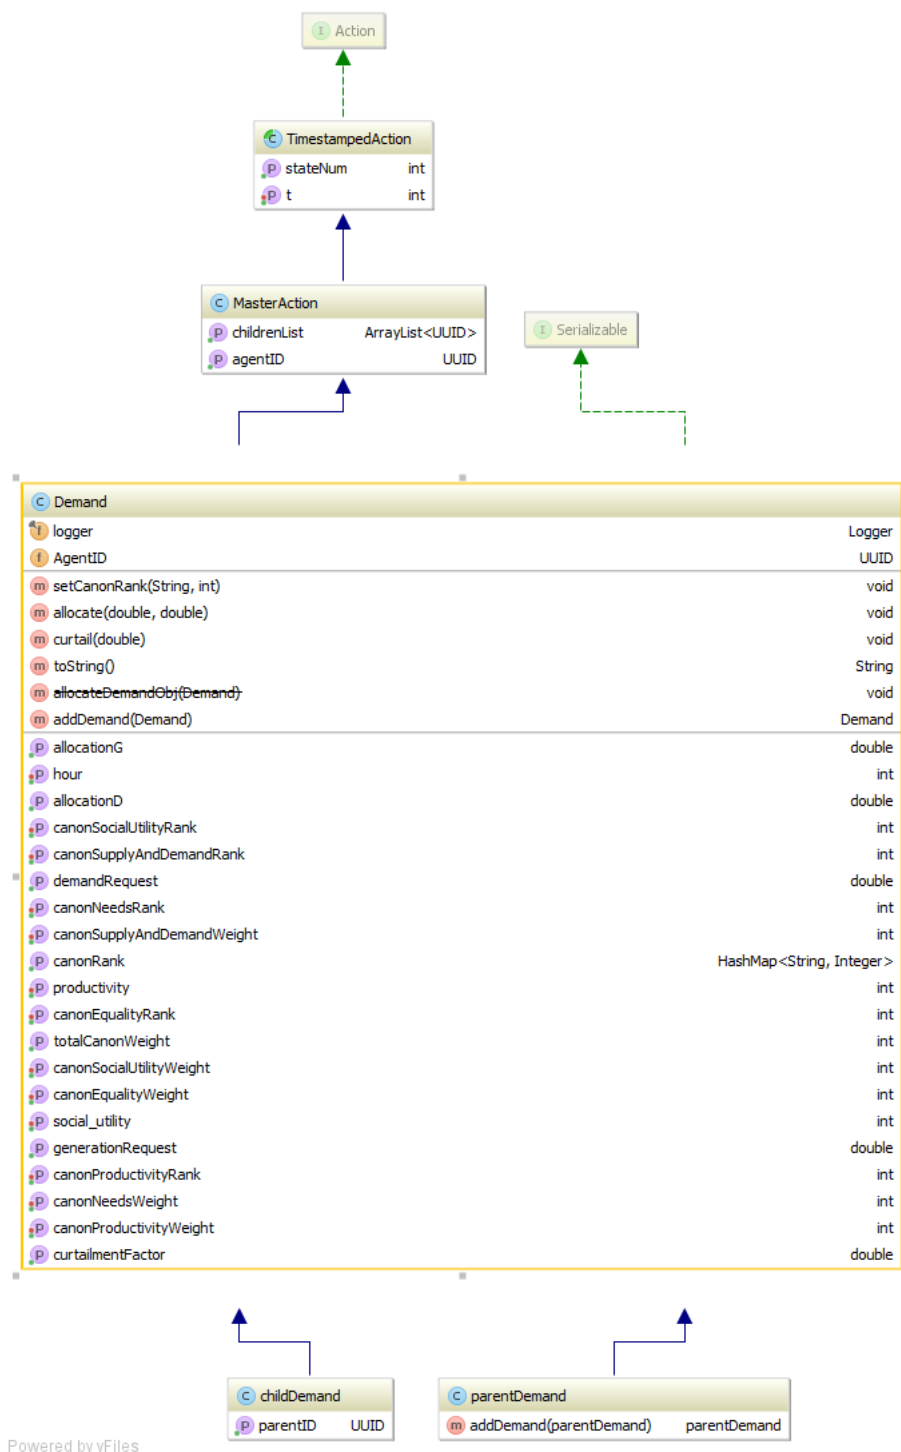 I Action
C TimestampedAction
P stateNum int
P t int
C MasterAction
P childrenList ArrayList<UUID>
P agentID UUID
I Serializable
C Demand
f logger Logger
f AgentID UUID
m setCanonRank(String, int) void
m allocate(double, double) void
m curtail(double) void
m toString() String
m allocateDemandObj(Demand) void
m addDemand(Demand) Demand
P allocationG double
P hour int
P allocationD double
P canonSocialUtilityRank int
P canonSupplyAndDemandRank int
P demandRequest double
P canonNeedsRank int
P canonSupplyAndDemandWeight int
P canonRank HashMap<String, Integer>
P productivity int
P canonEqualityRank int
P totalCanonWeight int
P canonSocialUtilityWeight int
P canonEqualityWeight int
P social_utility int
P generationRequest double
P canonProductivityRank int
P canonNeedsWeight int
P canonProductivityWeight int
P curtailmentFactor double
C childDemand
P parentID UUID
C parentDemand
m addDemand(parentDemand) parentDemand
Powered by yFiles